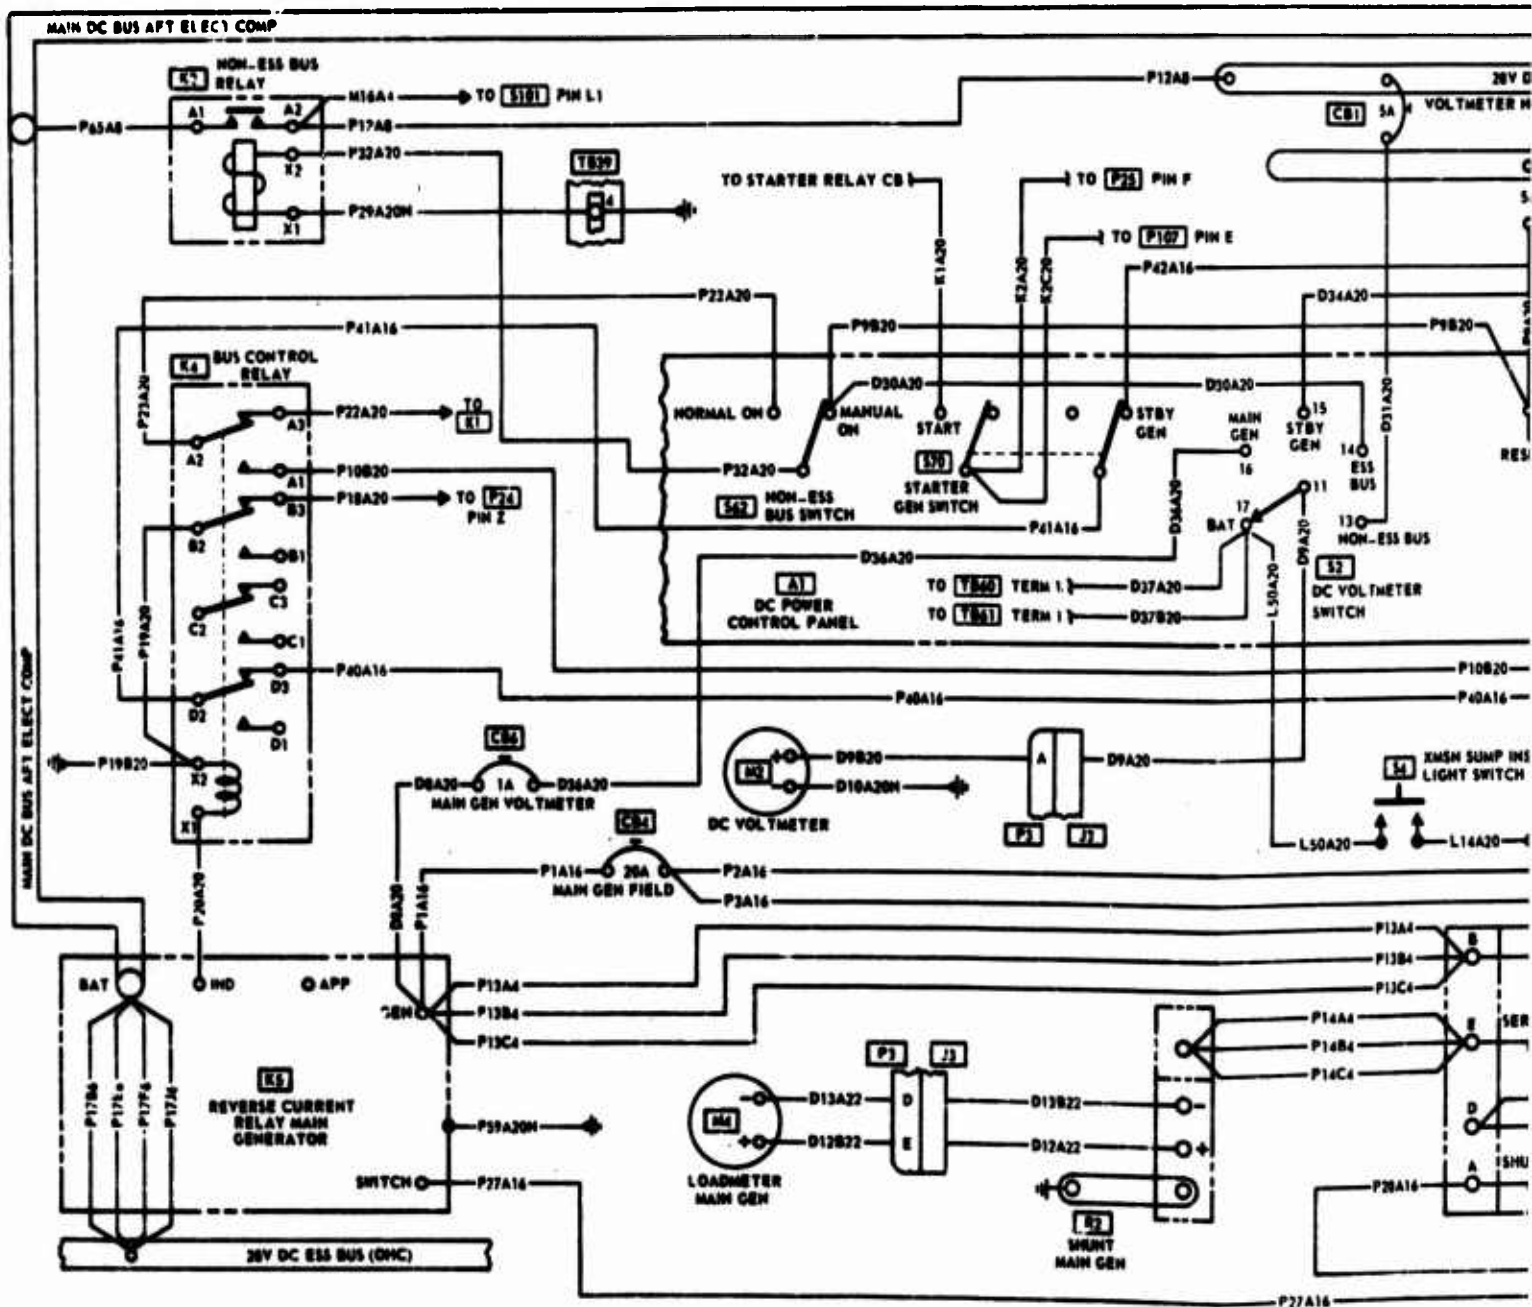 MAIN DC BUS AFT ELECT COMP
K2 NON-ESS BUS RELAY
A1
A2
M16A4
TO S101 PIN L1
P65A8
P17A8
P12A8
28V D
CB1
5A
VOLTMETER N
X2
P32A20
X1
P29A20N
TB39
4
TO STARTER RELAY CB
TO P25 PIN F
TO P107 PIN E
K1A20
K2A20
K2C20
P42A16
P22A20
D34A20
P41A16
P9B20
P9B20
K4 BUS CONTROL RELAY
P23A20
A3
P22A20
TO K1
A2
A1
P10B20
B3
P18A20
TO P24 PIN Z
B2
B1
C3
C2
C1
D3
P40A16
D2
D1
P41A16
P19A20
P19B20
X2
X1
P20A20
NORMAL ON
MANUAL ON
D30A20
D30A20
START
STBY GEN
P32A20
S62 NON-ESS BUS SWITCH
S70 STARTER GEN SWITCH
P41A16
MAIN GEN
16
15
STBY GEN
14
ESS BUS
D31A20
RES
11
17
BAT
13
NON-ESS BUS
D36A20
D9A20
D36A20
S2 DC VOLTMETER SWITCH
A1 DC POWER CONTROL PANEL
TO TB60 TERM 1
D37A20
TO TB61 TERM 1
D37B20
L50A20
P10B20
P40A16
P40A16
MAIN DC BUS AFT ELECT COMP
CB6
D8A20
1A
D36A20
MAIN GEN VOLTMETER
M2
+
-
DC VOLTMETER
D9B20
D10A20N
A
P3
J3
D9A20
S4
XMSN SUMP INS
LIGHT SWITCH
L50A20
L14A20
CB4
P1A16
20A
P2A16
MAIN GEN FIELD
P3A16
D8A20
P1A16
BAT
IND
APP
GEN
P13A4
P13B4
P13C4
P13A4
P13B4
P13C4
B
P14A4
P14B4
P14C4
E
SER
K5
REVERSE CURRENT RELAY MAIN GENERATOR
P17B6
P17F6
P59A20N
SWITCH
P27A16
M4
-
+
LOADMETER MAIN GEN
D13A22
D12B22
P3
J3
D
E
D13B22
D12A22
-
+
R2
SHUNT MAIN GEN
D
A
SHU
P28A16
28V DC ESS BUS (OHC)
P27A16